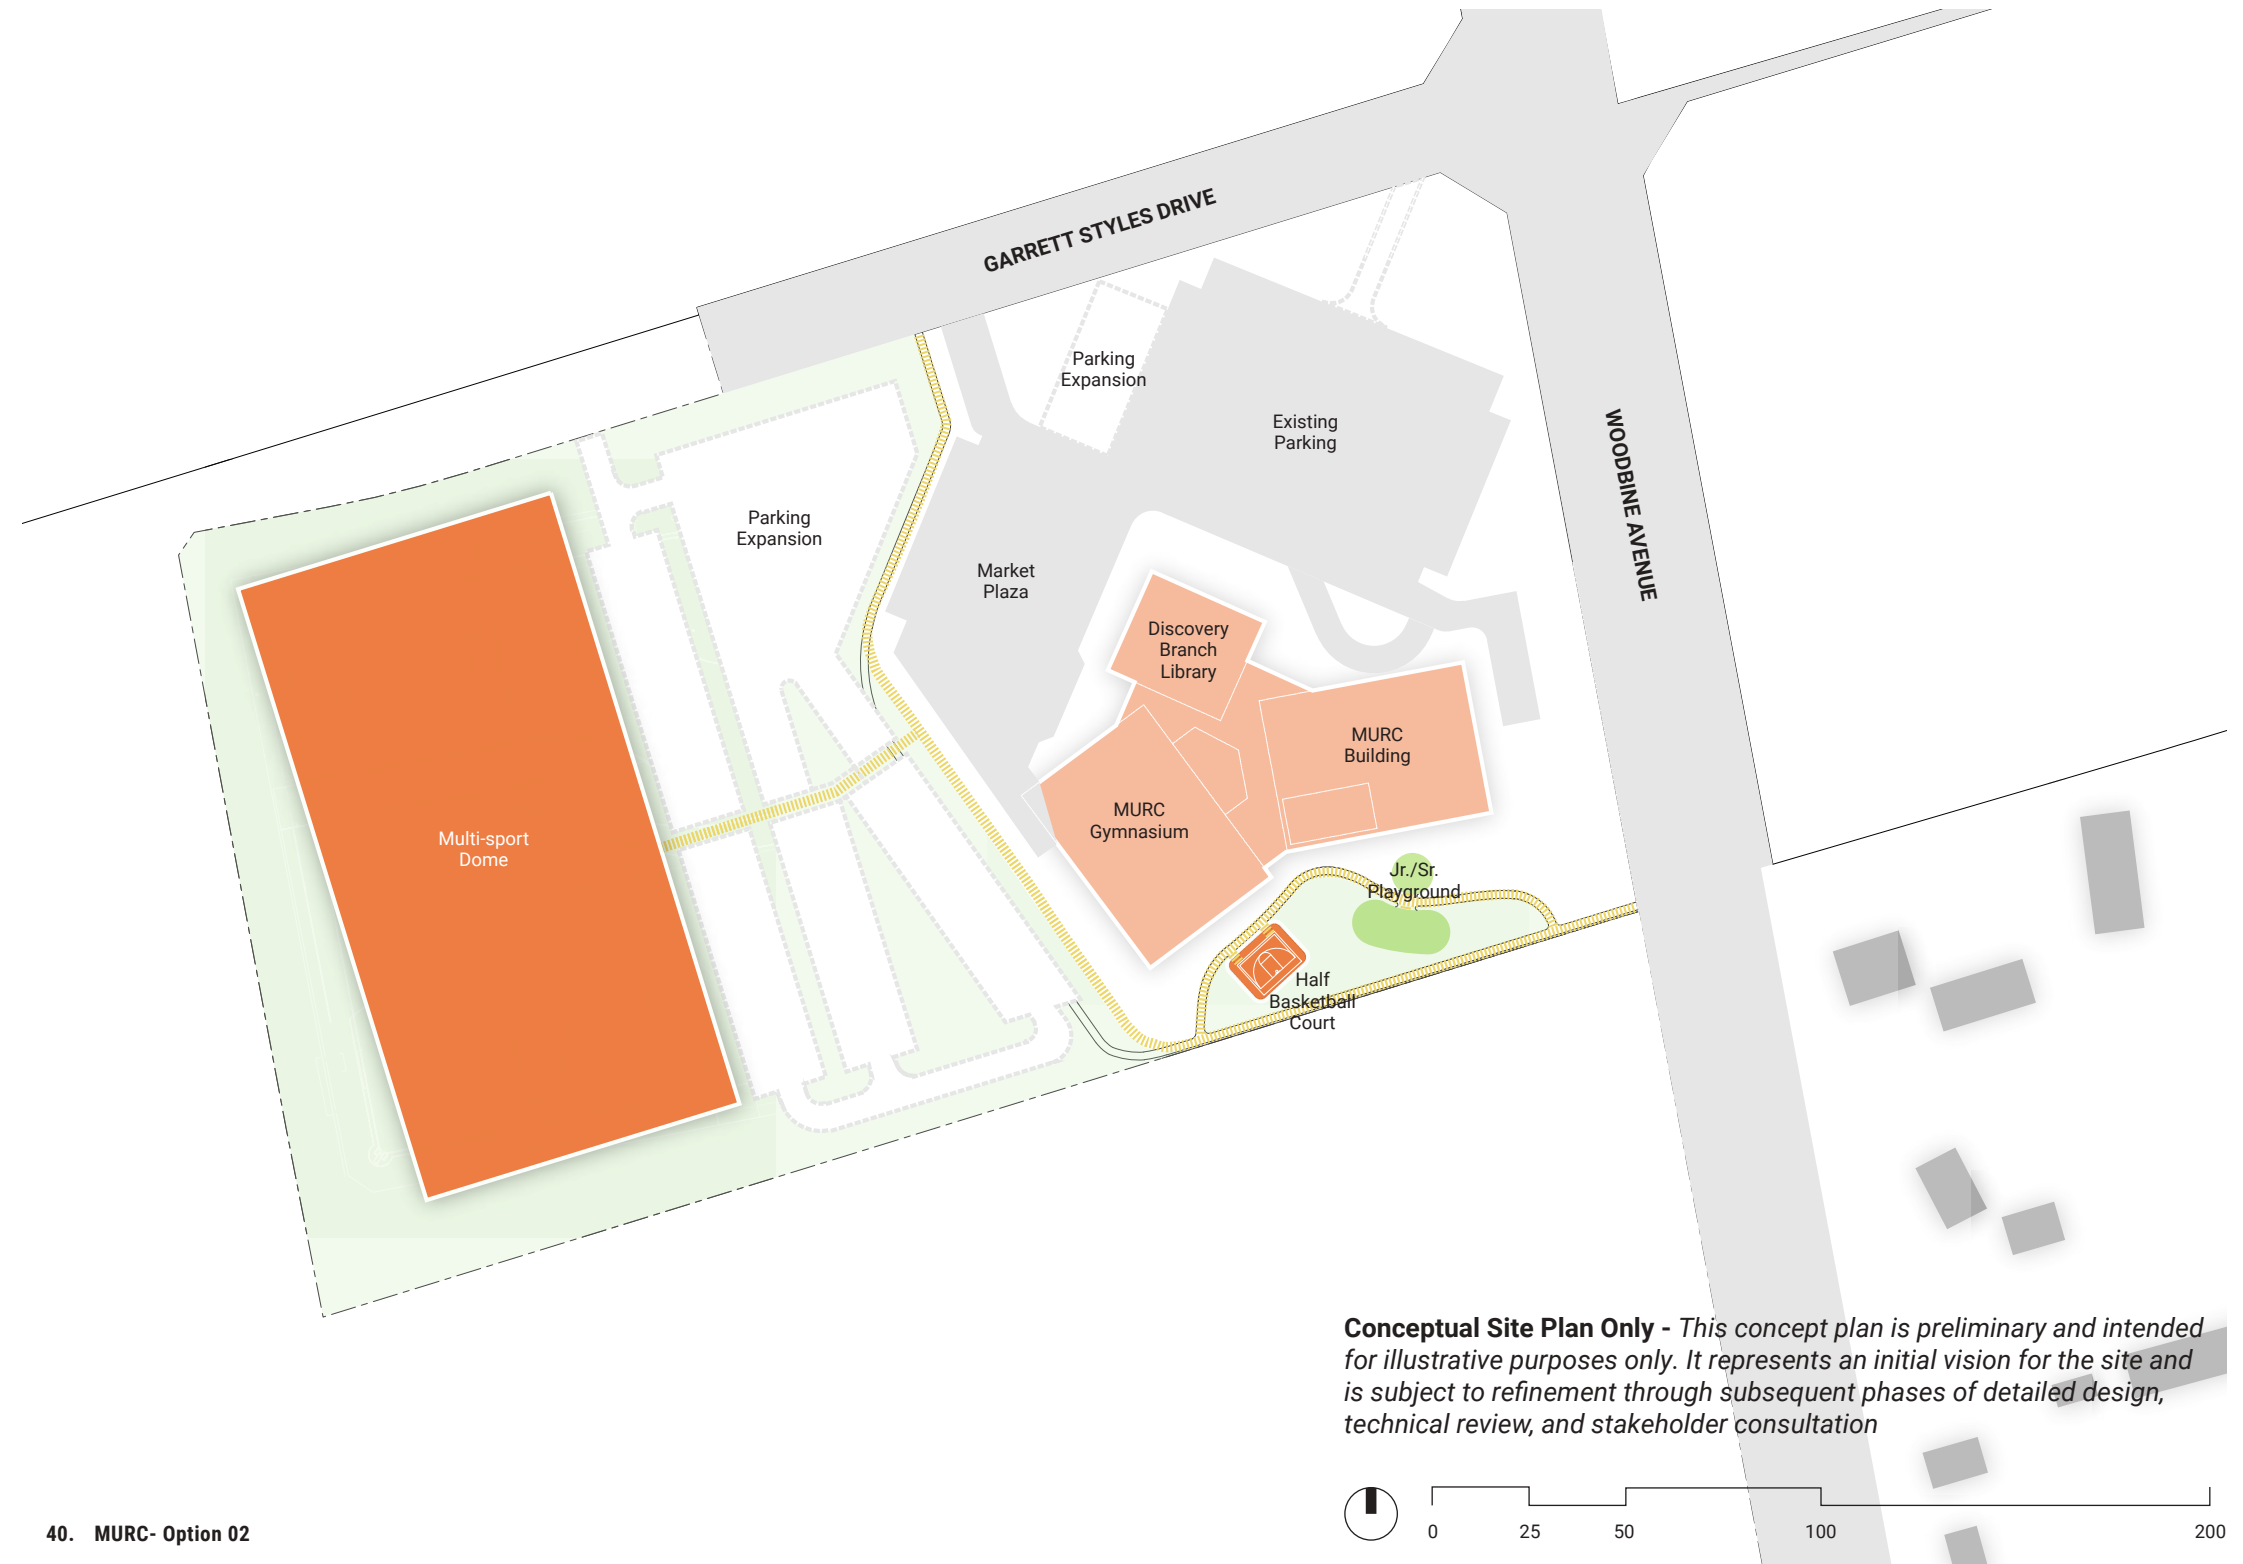 GARRETT STYLES DRIVE
WOODBINE AVENUE
Parking
Expansion
Existing
Parking
Parking
Expansion
Market
Plaza
Discovery
Branch
Library
MURC
Building
MURC
Gymnasium
Multi-sport
Dome
Jr./Sr.
Playground
Half
Basketball
Court
Conceptual Site Plan Only - This concept plan is preliminary and intended
for illustrative purposes only. It represents an initial vision for the site and
is subject to refinement through subsequent phases of detailed design,
technical review, and stakeholder consultation
0 25 50 100 200
40. MURC- Option 02